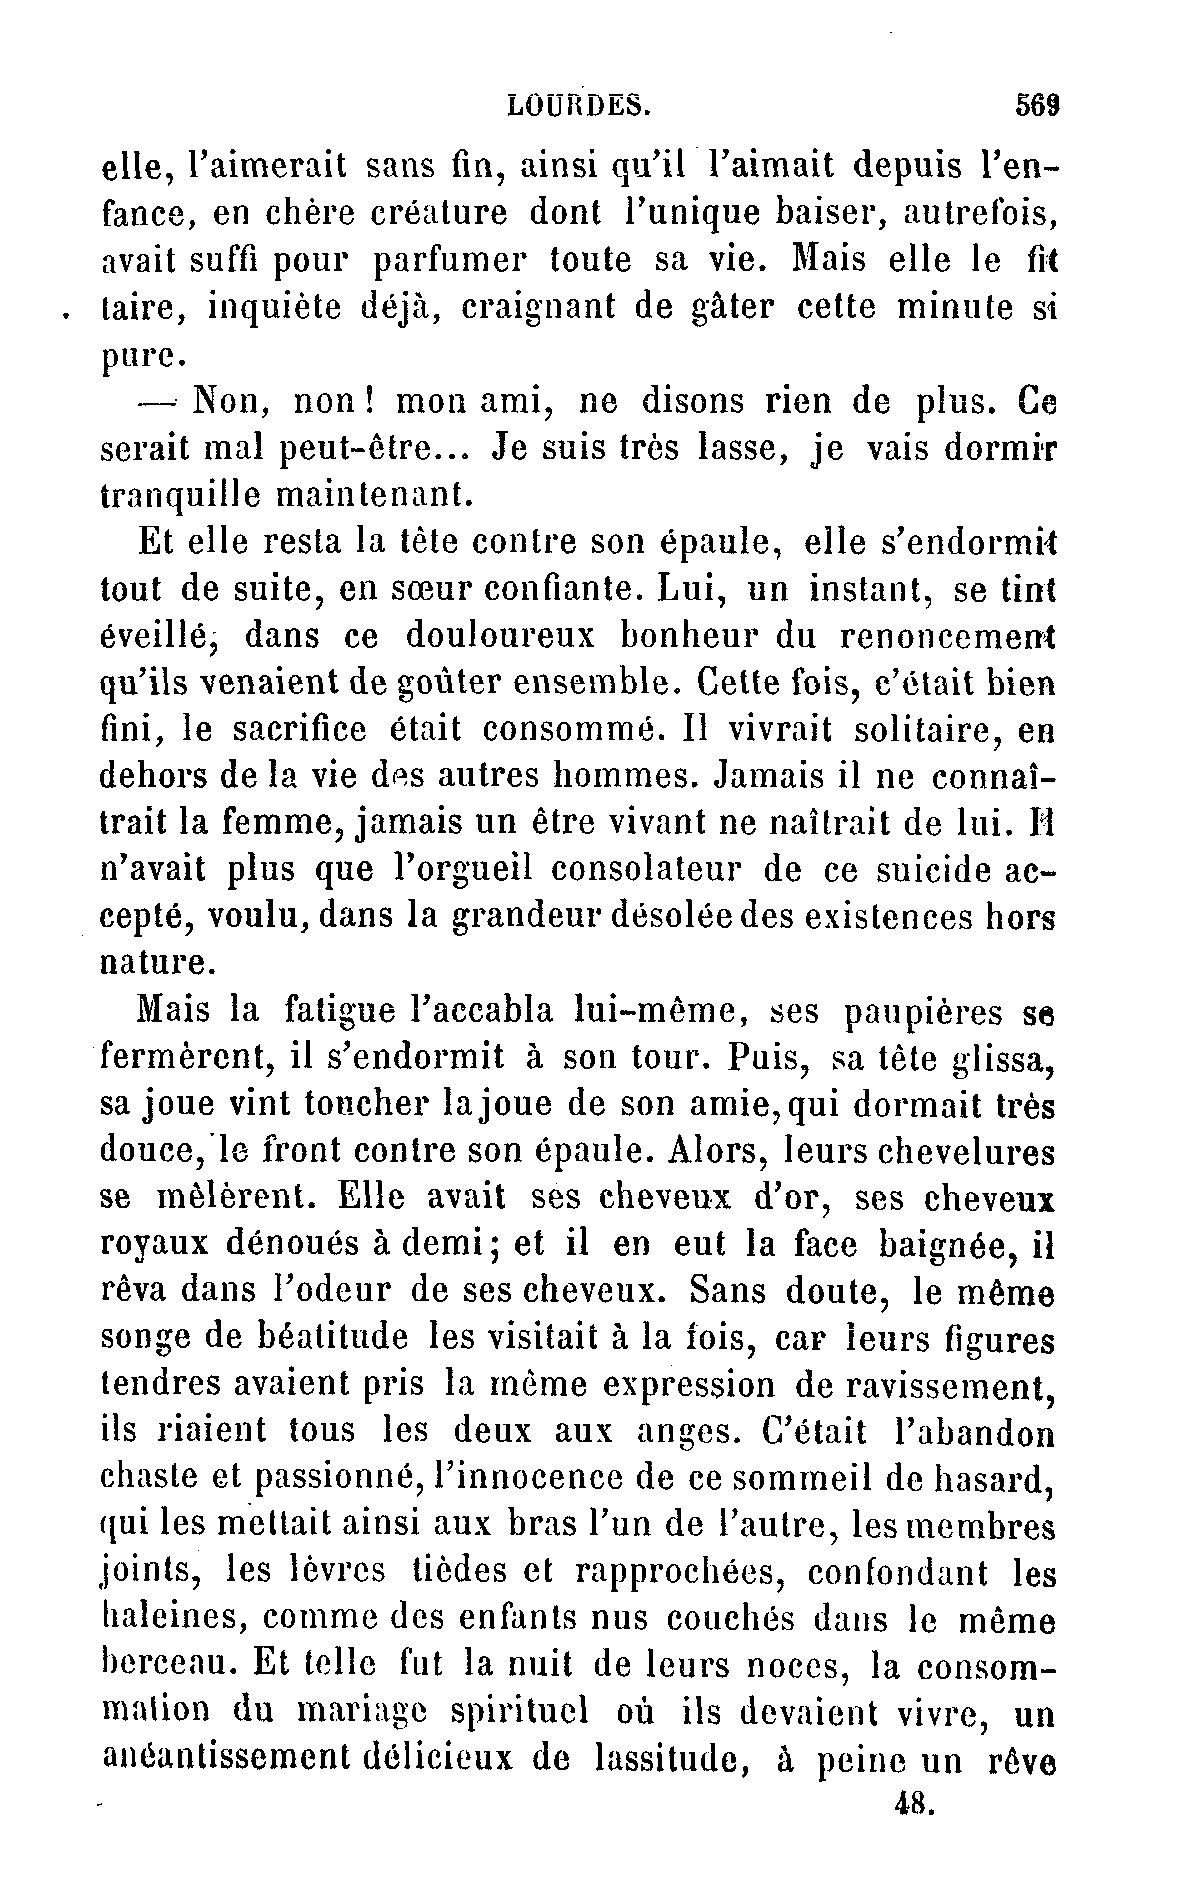 LOURDES. 569
elle, l'aimerait sans fin, ainsi qu'il l'aimait depuis l'en-
fance, en chère créature dont l'unique baiser, autrefois,
avait suffi pour parfumer toute sa vie. Mais elle le fit
taire, inquiète déjà, craignant de gâter cette minute si
pure.
— Non, non ! mon ami, ne disons rien de plus. Ce
serait mal peut-être... Je suis très lasse, je vais dormir
tranquille maintenant.
Et elle resta la tête contre son épaule, elle s'endormit
tout de suite, en sœur confiante. Lui, un instant, se tint
éveillé, dans ce douloureux bonheur du renoncement
qu'ils venaient de goûter ensemble. Cette fois, c'était bien
fini, le sacrifice était consommé. Il vivrait solitaire, en
dehors de la vie des autres hommes. Jamais il ne connaî-
trait la femme, jamais un être vivant ne naîtrait de lui. Il
n'avait plus que l'orgueil consolateur de ce suicide ac-
cepté, voulu, dans la grandeur désolée des existences hors
nature.
Mais la fatigue l'accabla lui-même, ses paupières se
fermèrent, il s'endormit à son tour. Puis, sa tête glissa,
sa joue vint toucher la joue de son amie, qui dormait très
douce, le front contre son épaule. Alors, leurs chevelures
se mêlèrent. Elle avait ses cheveux d'or, ses cheveux
royaux dénoués à demi ; et il en eut la face baignée, il
rêva dans l'odeur de ses cheveux. Sans doute, le même
songe de béatitude les visitait à la fois, car leurs figures
tendres avaient pris la même expression de ravissement,
ils riaient tous les deux aux anges. C'était l'abandon
chaste et passionné, l'innocence de ce sommeil de hasard,
qui les mettait ainsi aux bras l'un de l'autre, les membres
joints, les lèvres tièdes et rapprochées, confondant les
haleines, comme des enfants nus couchés dans le même
berceau. Et telle fut la nuit de leurs noces, la consom-
mation du mariage spirituel où ils devaient vivre, un
anéantissement délicieux de lassitude, à peine un rêve
48.